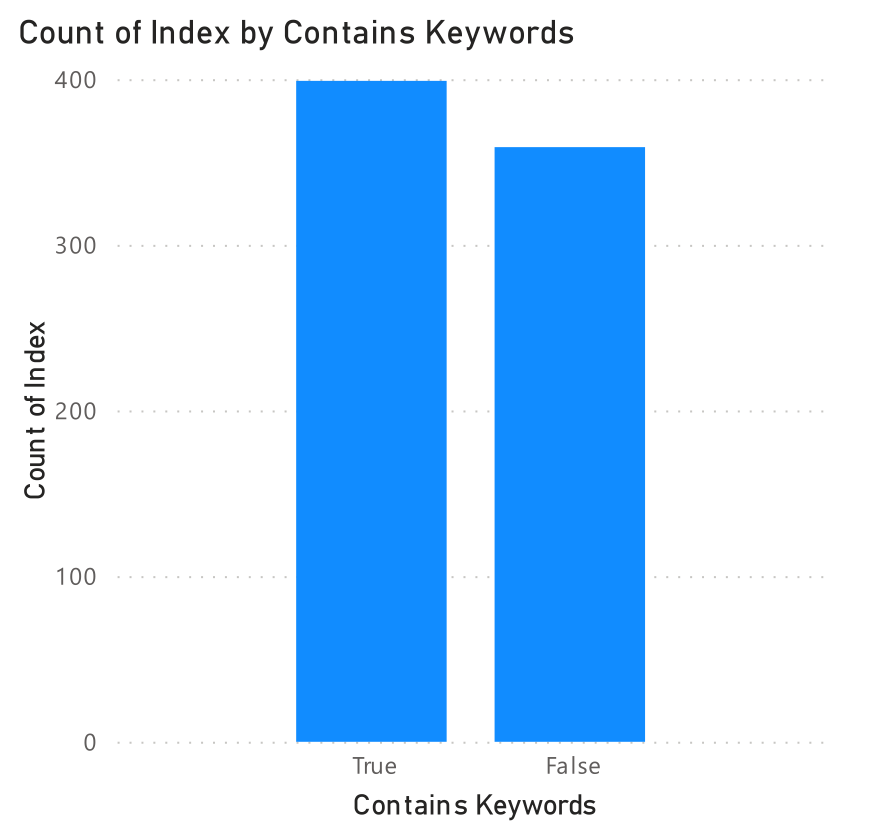 Count of Index by Contains Keywords
400
300
200
100
0
Count of Index
True
False
Contains Keywords